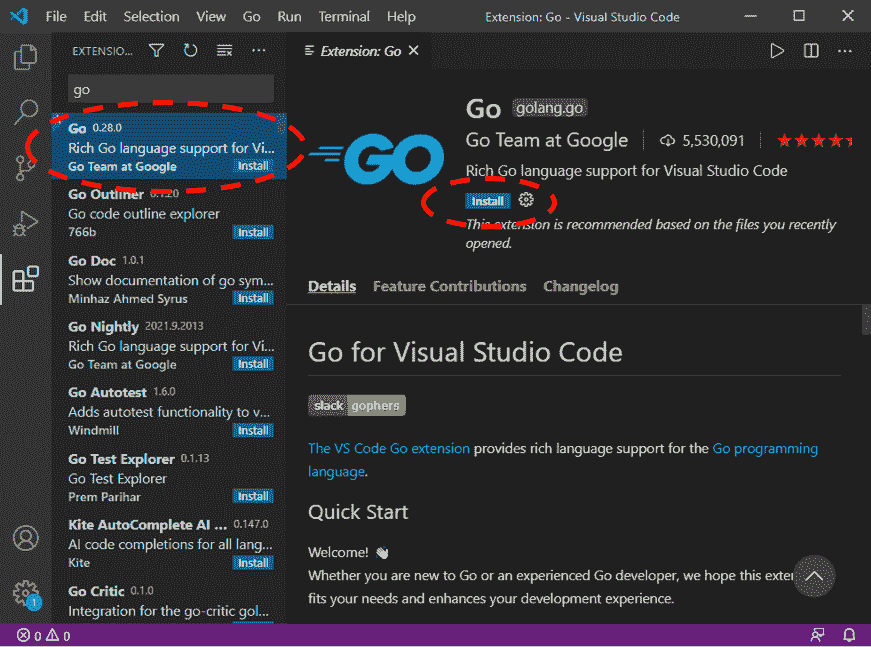 File Edit Selection View Go Run Terminal Help Extension: Go - Visual Studio Code
EXTENSIO...
go
Go 0.28.0
Rich Go language support for Vi...
Go Team at Google Install
Go Outliner 0.1.20
Go code outline explorer
766b Install
Go Doc 1.0.1
Show documentation of go sym...
Minhaz Ahmed Syrus Install
Go Nightly 2021.9.2013
Rich Go language support for Vi...
Go Team at Google Install
Go Autotest 1.6.0
Adds autotest functionality to v...
Windmill Install
Go Test Explorer 0.1.13
Go Test Explorer
Prem Parihar Install
Kite AutoComplete AI ... 0.147.0
AI code completions for all lang...
Kite Install
Go Critic 0.1.0
Integration for the go-critic gol...
Extension: Go
GO
Go golang.go
Go Team at Google 5,530,091
Rich Go language support for Visual Studio Code
Install
This extension is recommended based on the files you recently
opened.
Details Feature Contributions Changelog
Go for Visual Studio Code
slack gophers
The VS Code Go extension provides rich language support for the Go programming
language.
Quick Start
Welcome!
Whether you are new to Go or an experienced Go developer, we hope this exten
fits your needs and enhances your development experience.
1
0 0